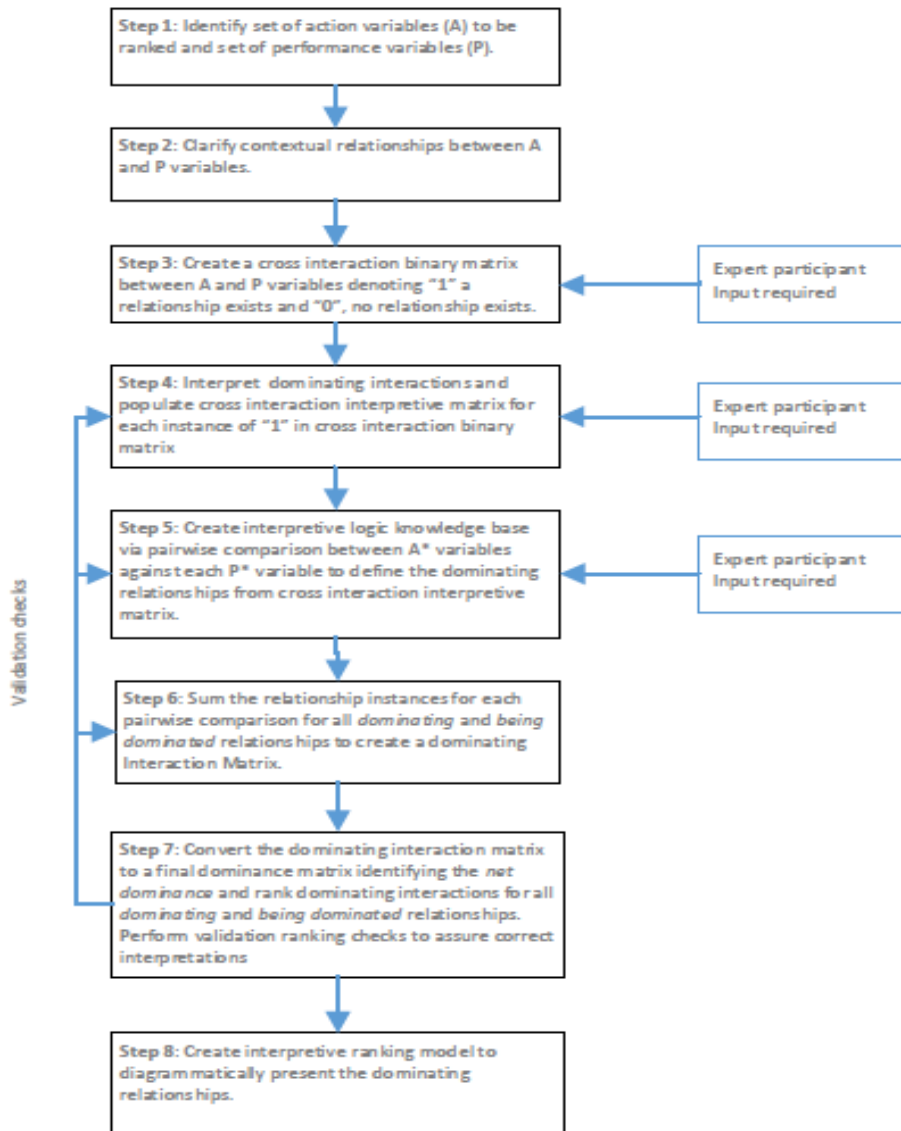 Step 1: Identify set of action variables (A) to be
ranked and set of performance variables (P).
Step 2: Clarify contextual relationships between A
and P variables.
Step 3: Create a cross interaction binary matrix
between A and P variables denoting “1” a
relationship exists and “0”, no relationship exists.
Expert participant
Input required
Step 4: Interpret dominating interactions and
populate cross interaction interpretive matrix for
each instance of “1” in cross interaction binary
matrix
Expert participant
Input required
Step 5: Create interpretive logic knowledge base
via pairwise comparison between A* variables
against each P* variable to define the dominating
relationships from cross interaction interpretive
matrix.
Expert participant
Input required
Validation checks
Step 6: Sum the relationship instances for each
pairwise comparison for all dominating and being
dominated relationships to create a dominating
Interaction Matrix.
Step 7: Convert the dominating interaction matrix
to a final dominance matrix identifying the net
dominance and rank dominating interactions for all
dominating and being dominated relationships.
Perform validation ranking checks to assure correct
interpretations
Step 8: Create interpretive ranking model to
diagrammatically present the dominating
relationships.